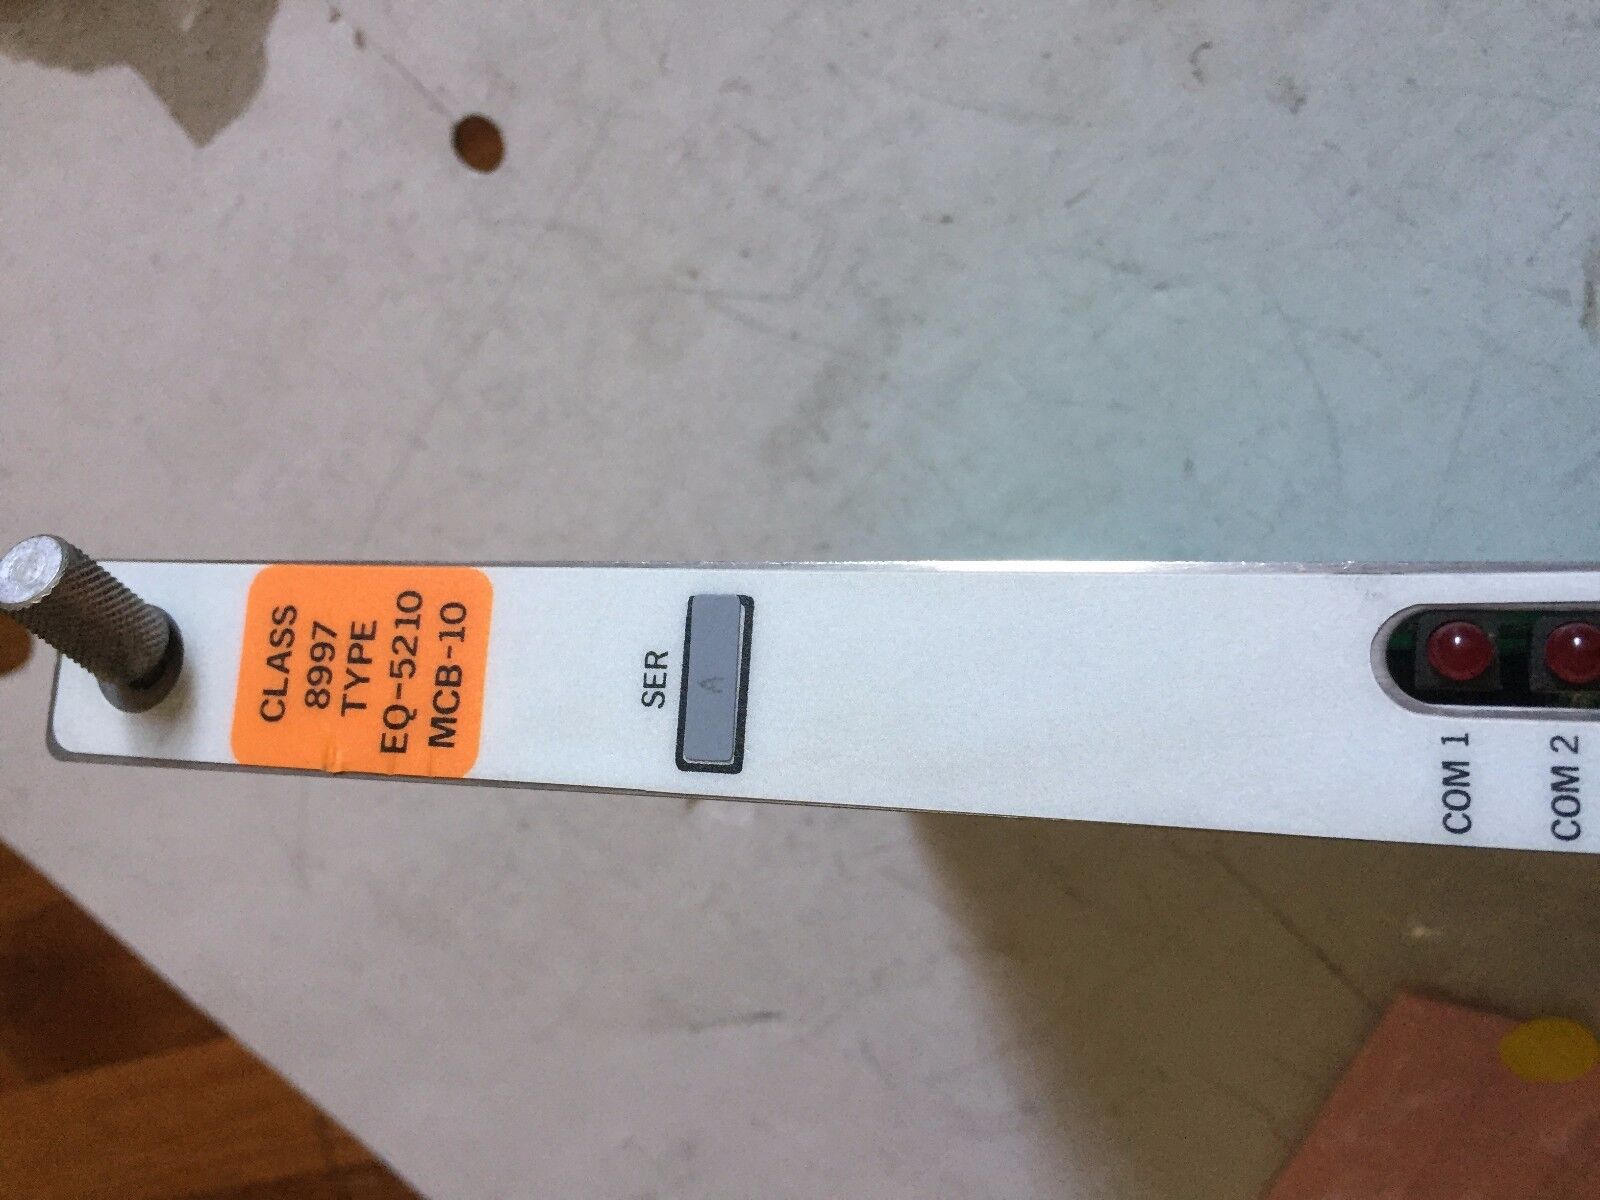 CLASS
8997
TYPE
EQ-5210
MCB-10
SER
A
COM 1
COM 2